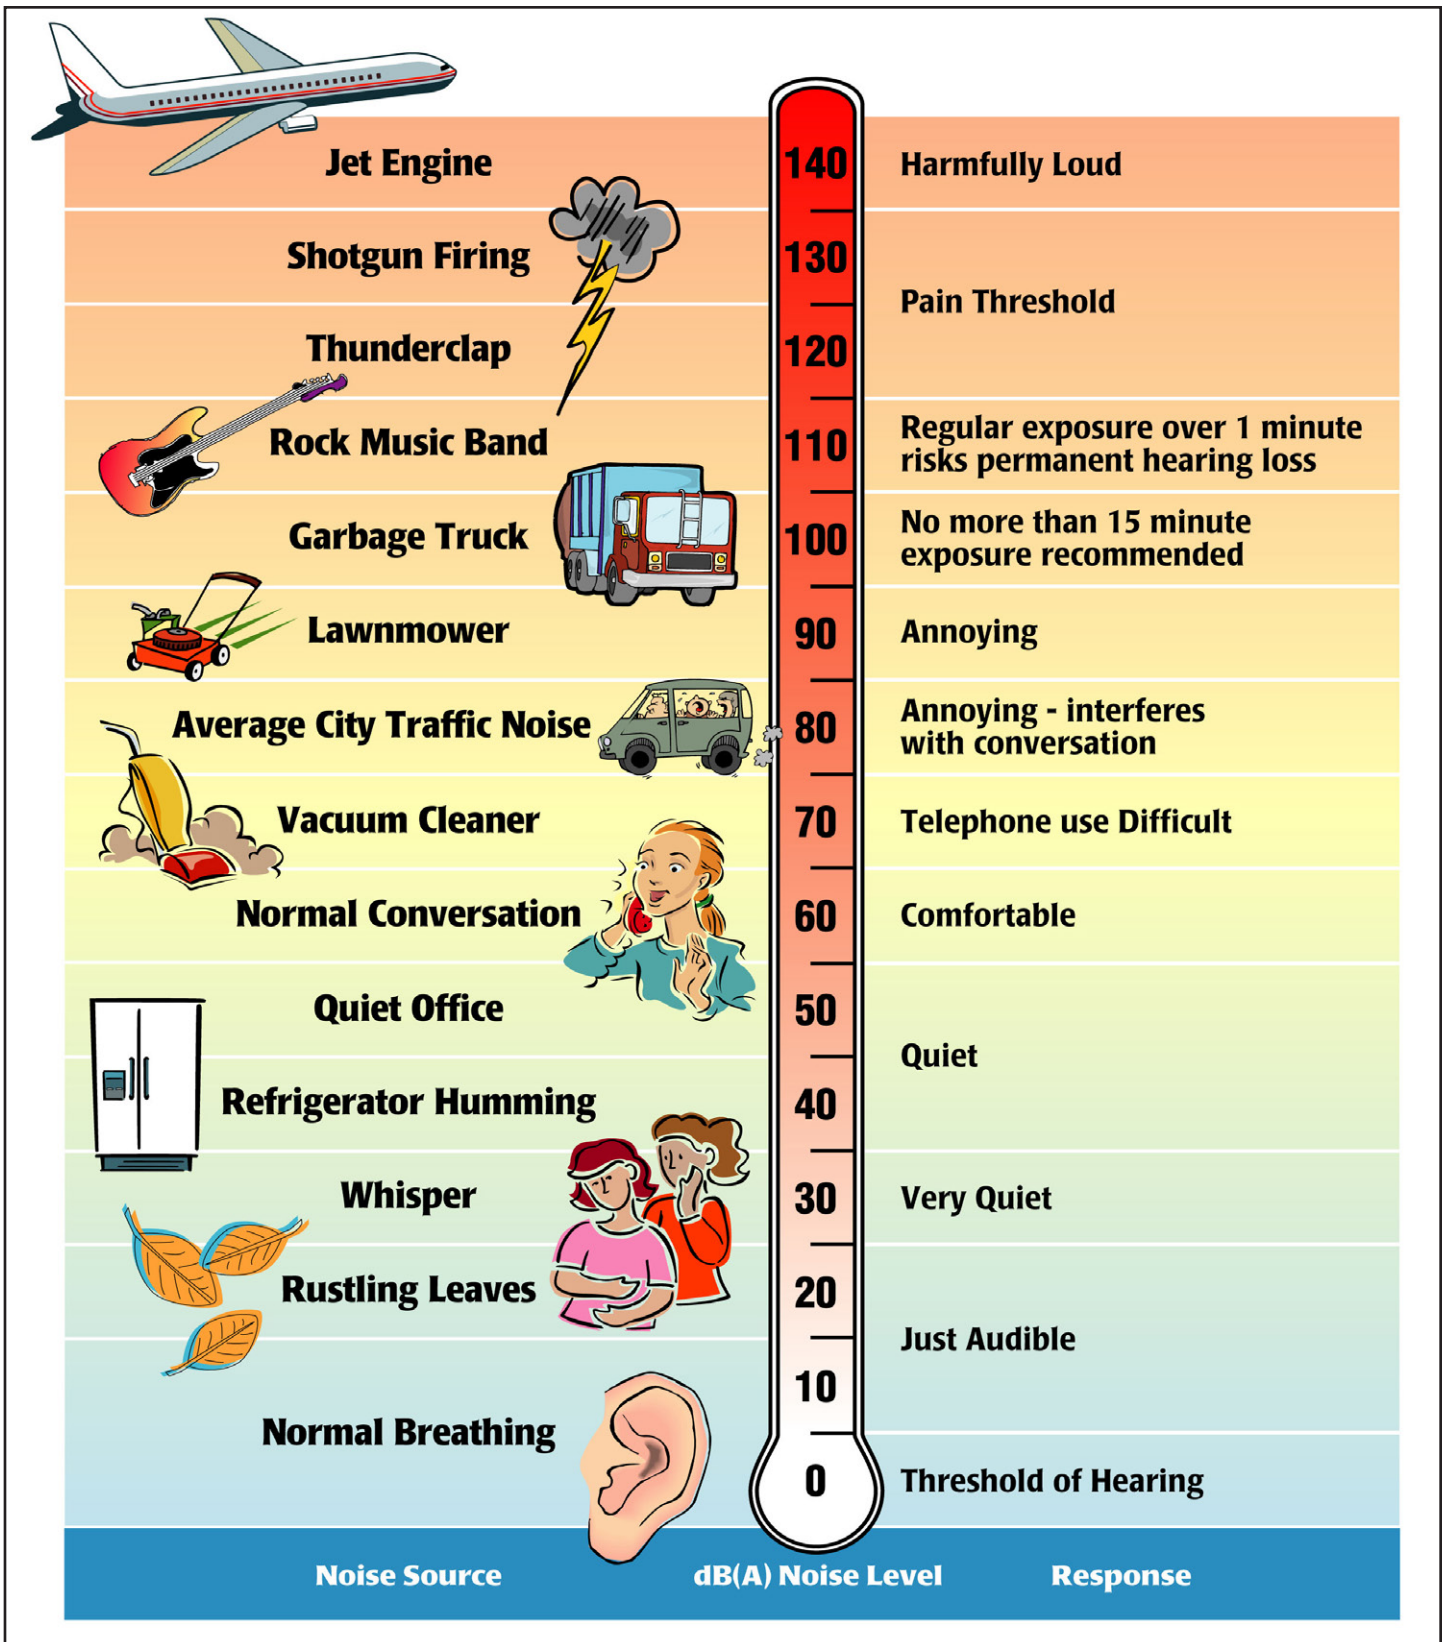 Jet Engine 140 Harmfully Loud
Shotgun Firing 130
Pain Threshold
Thunderclap 120
Rock Music Band 110 Regular exposure over 1 minute
risks permanent hearing loss
Garbage Truck 100 No more than 15 minute
exposure recommended
Lawnmower 90 Annoying
Average City Traffic Noise 80 Annoying - interferes
with conversation
Vacuum Cleaner 70 Telephone use Difficult
Normal Conversation 60 Comfortable
Quiet Office 50
Quiet
Refrigerator Humming 40
Whisper 30 Very Quiet
Rustling Leaves 20
Just Audible
10
Normal Breathing
0 Threshold of Hearing
Noise Source dB(A) Noise Level Response